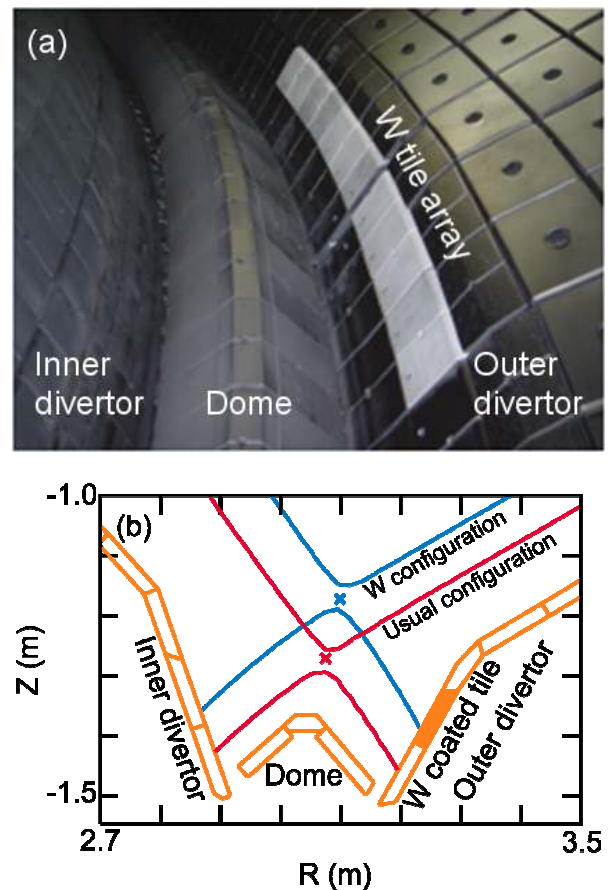 (a)
W tile array
Inner
divertor
Dome
Outer
divertor
-1.0
(b)
W configuration
Usual configuration
Z (m)
Inner divertor
Dome
W coated tile
Outer divertor
-1.5
2.7
3.5
R (m)